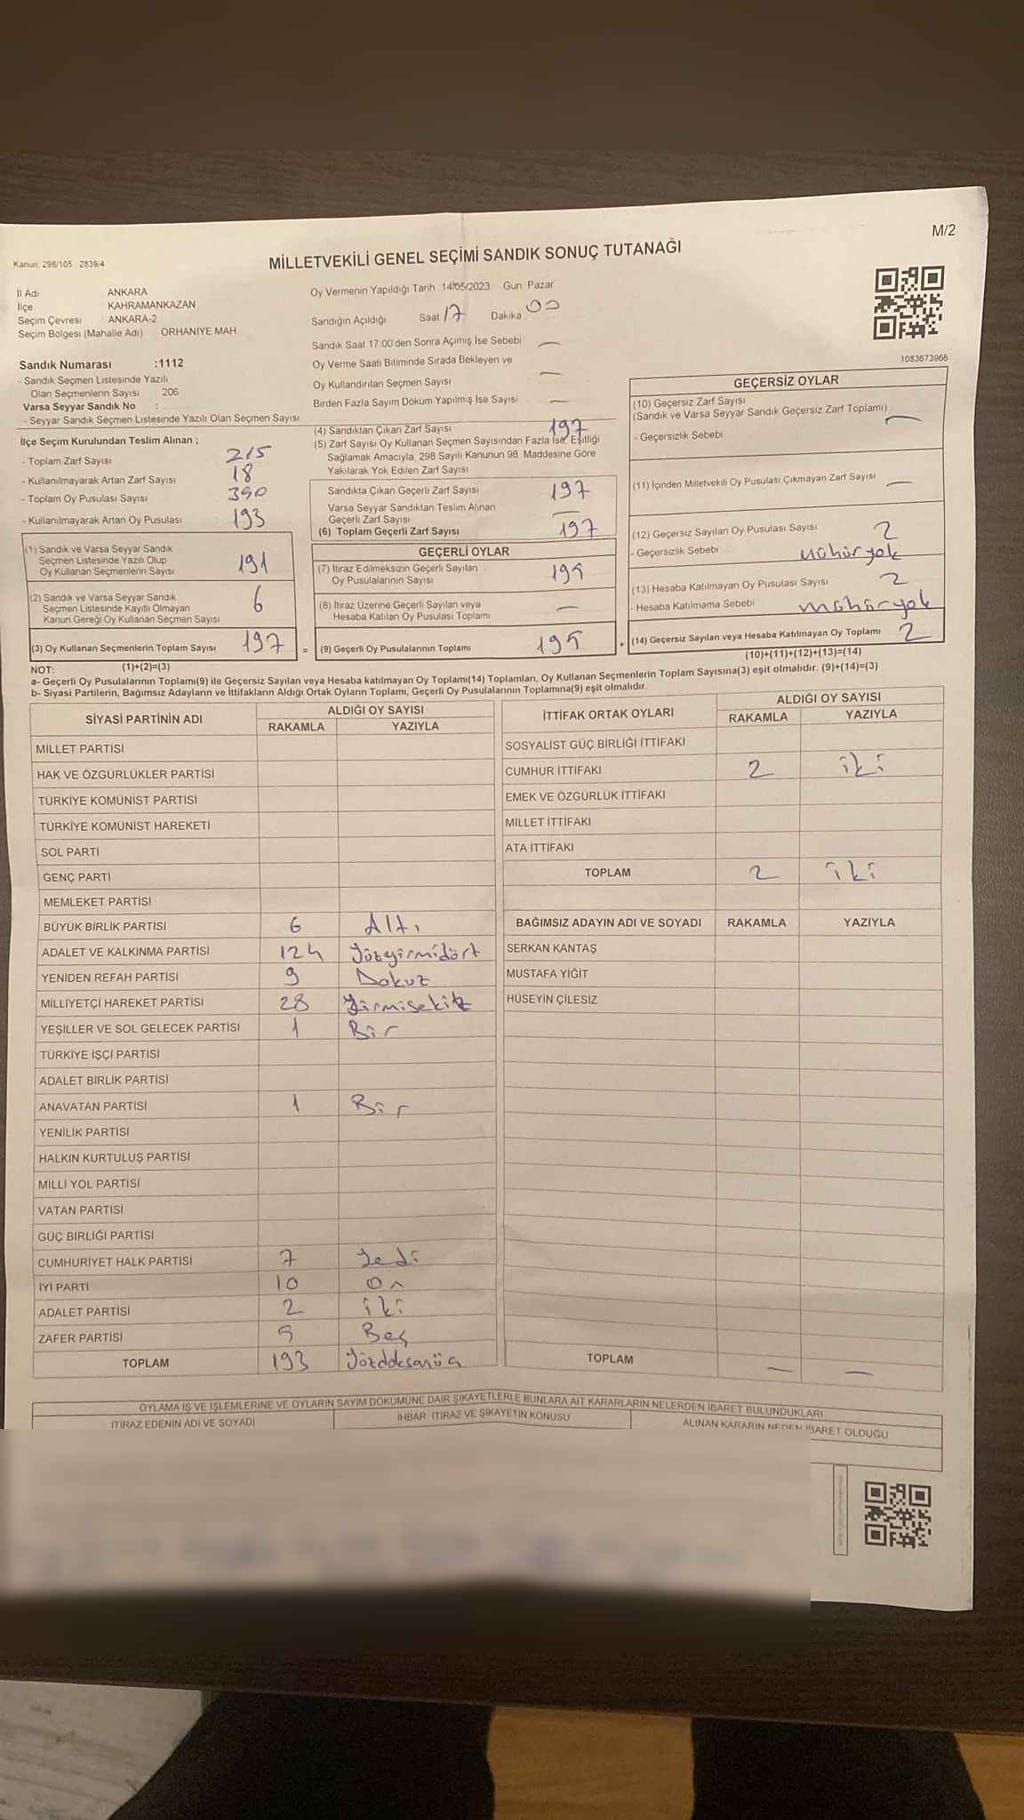 M/2
Kanun: 298/105 2839/4
MİLLETVEKİLİ GENEL SEÇİMİ SANDIK SONUÇ TUTANAĞI
İl Adı ANKARA
İlçe KAHRAMANKAZAN
Seçim Çevresi ANKARA-2
Seçim Bölgesi (Mahalle Adı) ORHANİYE MAH.
Sandık Numarası :1112
- Sandık Seçmen Listesinde Yazılı
Olan Seçmenlerin Sayısı 206
Varsa Seyyar Sandık No :
- Seyyar Sandık Seçmen Listesinde Yazılı Olan Seçmen Sayısı
İlçe Seçim Kurulundan Teslim Alınan ;
- Toplam Zarf Sayısı 215
- Kullanılmayarak Artan Zarf Sayısı 18
- Toplam Oy Pusulası Sayısı 390
- Kullanılmayarak Artan Oy Pusulası 193
Oy Vermenin Yapıldığı Tarih 14/05/2023 Gün Pazar
Sandığın Açıldığı Saat 17 Dakika 00
Sandık Saat 17:00'den Sonra Açımış İse Sebebi —
Oy Verme Saati Bitiminde Sırada Bekleyen ve
Oy Kullandırılan Seçmen Sayısı —
Birden Fazla Sayım Döküm Yapılmış İse Sayısı —
(4) Sandıktan Çıkan Zarf Sayısı 197
(5) Zarf Sayısı Oy Kullanan Seçmen Sayısından Fazla İse, Eşitliği
Sağlamak Amacıyla, 298 Sayılı Kanunun 98. Maddesine Göre
Yakılarak Yok Edilen Zarf Sayısı
Sandıkta Çıkan Geçerli Zarf Sayısı 197
Varsa Seyyar Sandıktan Teslim Alınan
Geçerli Zarf Sayısı —
(6) Toplam Geçerli Zarf Sayısı 197
1083673966
GEÇERSİZ OYLAR
(10) Geçersiz Zarf Sayısı
(Sandık ve Varsa Seyyar Sandık Geçersiz Zarf Toplamı) —
- Geçersizlik Sebebi
(11) İçinden Milletvekili Oy Pusulası Çıkmayan Zarf Sayısı —
(12) Geçersiz Sayılan Oy Pusulası Sayısı 2
- Geçersizlik Sebebi mühür yok
(13) Hesaba Katılmayan Oy Pusulası Sayısı 2
- Hesaba Katılmama Sebebi mühür yok
(14) Geçersiz Sayılan veya Hesaba Katılmayan Oy Toplamı 2
(10)+(11)+(12)+(13)=(14)
(1) Sandık ve Varsa Seyyar Sandık
Seçmen Listesinde Yazılı Olup
Oy Kullanan Seçmenlerin Sayısı 191
(2) Sandık ve Varsa Seyyar Sandık
Seçmen Listesinde Kayıtlı Olmayan
Kanun Gereği Oy Kullanan Seçmen Sayısı 6
(3) Oy Kullanan Seçmenlerin Toplam Sayısı 197 =
(1)+(2)=(3)
GEÇERLİ OYLAR
(7) İtiraz Edilmeksizin Geçerli Sayılan
Oy Pusulalarının Sayısı 195
(8) İtiraz Üzerine Geçerli Sayılan veya
Hesaba Katılan Oy Pusulası Toplamı —
(9) Geçerli Oy Pusulalarının Toplamı 195 +
NOT:
a- Geçerli Oy Pusulalarının Toplamı(9) ile Geçersiz Sayılan veya Hesaba katılmayan Oy Toplamı(14) Toplamları, Oy Kullanan Seçmenlerin Toplam Sayısına(3) eşit olmalıdır. (9)+(14)=(3)
b- Siyasi Partilerin, Bağımsız Adayların ve İttifakların Aldığı Ortak Oyların Toplamı, Geçerli Oy Pusulalarının Toplamına(9) eşit olmalıdır.
SİYASİ PARTİNİN ADI ALDIĞI OY SAYISI
RAKAMLA YAZIYLA
MİLLET PARTİSİ
HAK VE ÖZGÜRLÜKLER PARTİSİ
TÜRKİYE KOMÜNİST PARTİSİ
TÜRKİYE KOMÜNİST HAREKETİ
SOL PARTİ
GENÇ PARTİ
MEMLEKET PARTİSİ
BÜYÜK BİRLİK PARTİSİ 6 Altı
ADALET VE KALKINMA PARTİSİ 124 Yüzyirmidört
YENİDEN REFAH PARTİSİ 9 Dokuz
MİLLİYETÇİ HAREKET PARTİSİ 28 Yirmisekiz
YEŞİLLER VE SOL GELECEK PARTİSİ 1 Bir
TÜRKİYE İŞÇİ PARTİSİ
ADALET BİRLİK PARTİSİ
ANAVATAN PARTİSİ 1 Bir
YENİLİK PARTİSİ
HALKIN KURTULUŞ PARTİSİ
MİLLİ YOL PARTİSİ
VATAN PARTİSİ
GÜÇ BİRLİĞİ PARTİSİ
CUMHURİYET HALK PARTİSİ 7 Yedi
İYİ PARTİ 10 On
ADALET PARTİSİ 2 iki
ZAFER PARTİSİ 5 Beş
TOPLAM 193 Yüzdoksanüç
İTTİFAK ORTAK OYLARI ALDIĞI OY SAYISI
RAKAMLA YAZIYLA
SOSYALİST GÜÇ BİRLİĞİ İTTİFAKI
CUMHUR İTTİFAKI 2 iki
EMEK VE ÖZGÜRLÜK İTTİFAKI
MİLLET İTTİFAKI
ATA İTTİFAKI
TOPLAM 2 iki
BAĞIMSIZ ADAYIN ADI VE SOYADI RAKAMLA YAZIYLA
SERKAN KANTAŞ
MUSTAFA YİĞİT
HÜSEYİN ÇİLESİZ
TOPLAM — —
OYLAMA İŞ VE İŞLEMLERİNE VE OYLARIN SAYIM DÖKÜMÜNE DAİR ŞİKAYETLERLE BUNLARA AİT KARARLARIN NELERDEN İBARET BULUNDUKLARI
İTİRAZ EDENİN ADI VE SOYADI İHBAR İTİRAZ VE ŞİKAYETİN KONUSU ALINAN KARARIN NEDEN İBARET OLDUĞU